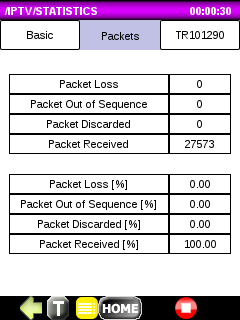 /IPTV/STATISTICS 00:00:30
Basic Packets TR101290
Packet Loss 0
Packet Out of Sequence 0
Packet Discarded 0
Packet Received 27573
Packet Loss [%] 0.00
Packet Out of Sequence [%] 0.00
Packet Discarded [%] 0.00
Packet Received [%] 100.00
T HOME